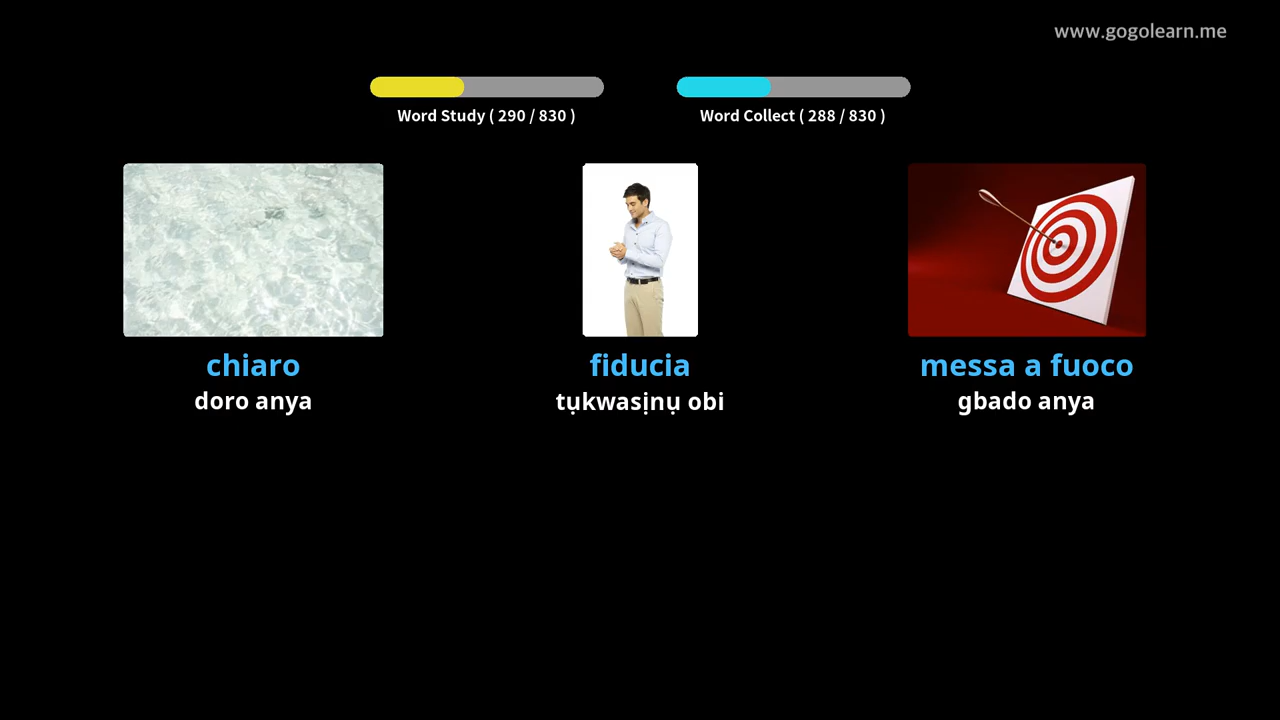 www.gogolearn.me
Word Study ( 290 / 830 )
Word Collect ( 288 / 830 )
chiaro
doro anya
fiducia
tụkwasịnụ obi
messa a fuoco
gbado anya